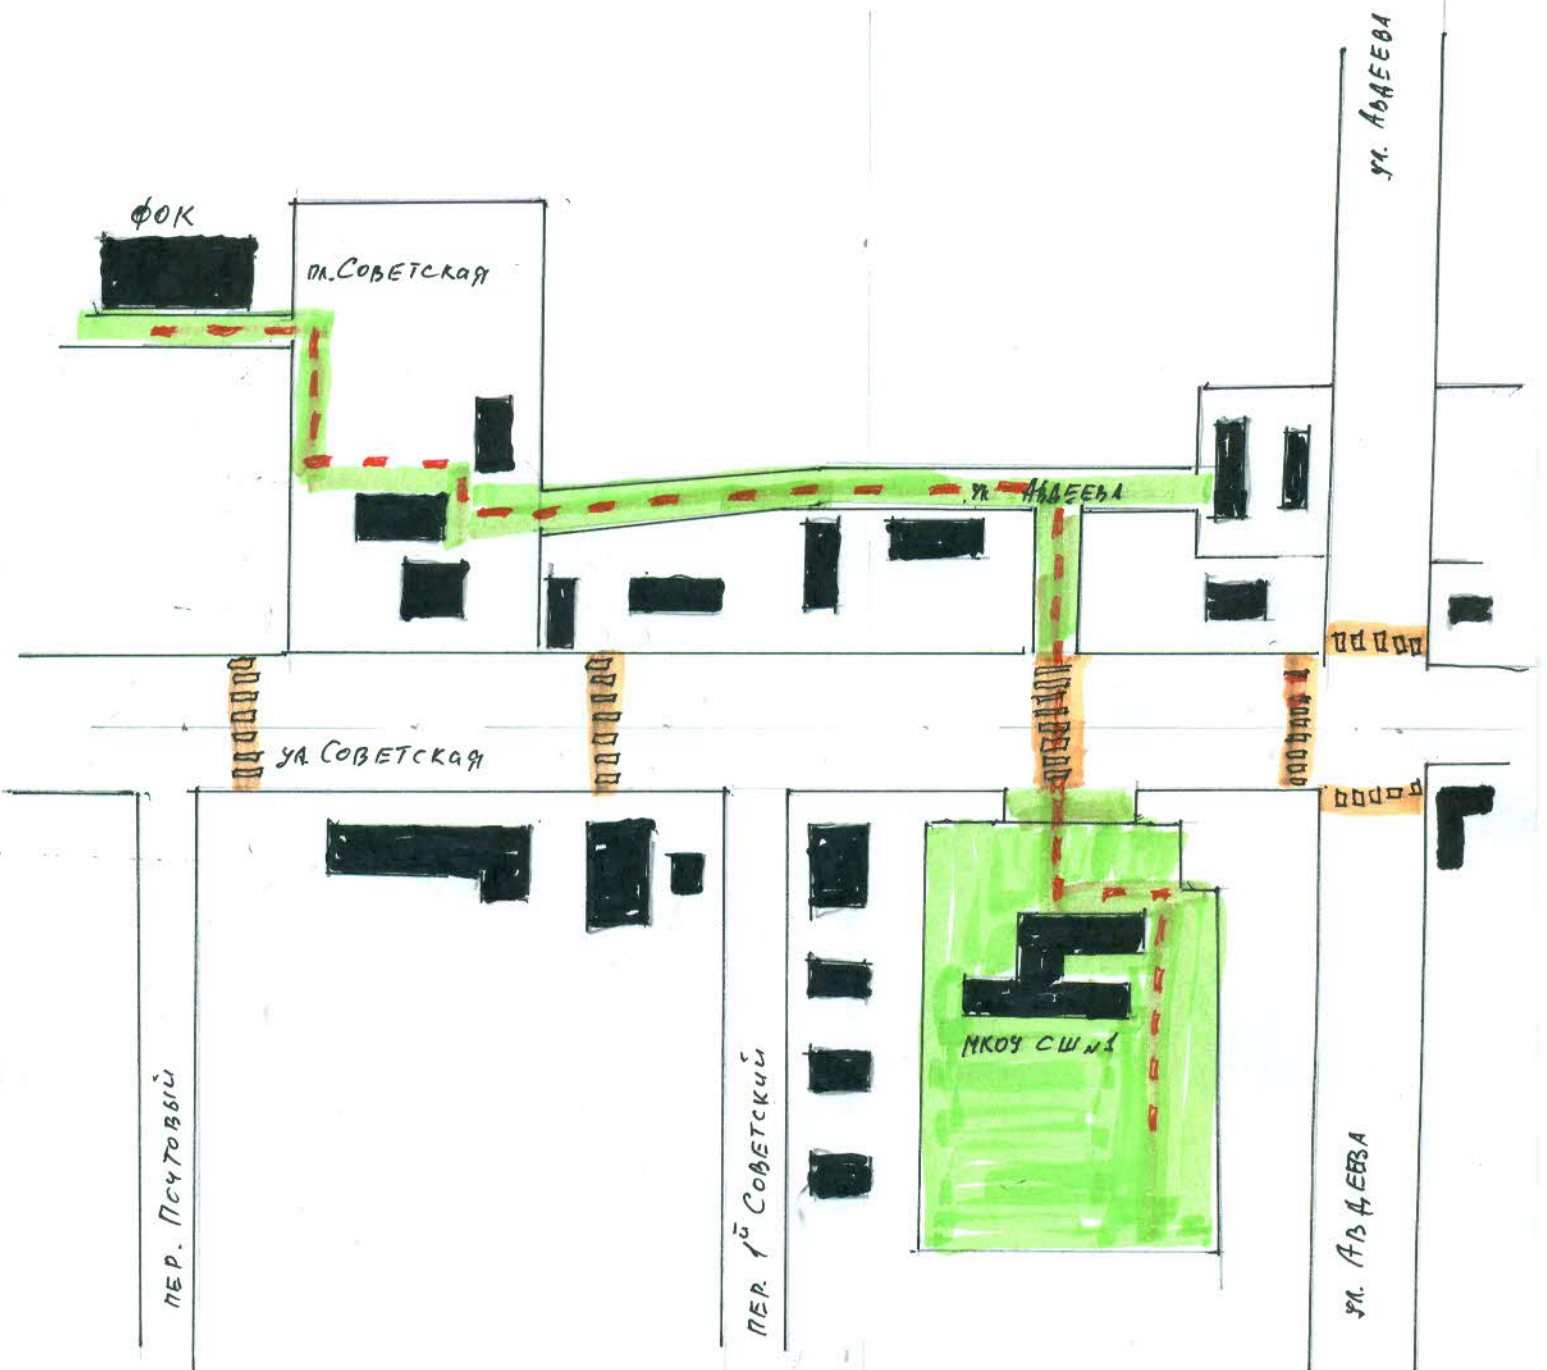 ул. АВДЕЕВА
ФОК
пл. СОВЕТСКАЯ
ул. АВДЕЕВА
ул. СОВЕТСКАЯ
МКОУ СШ №1
ПЕР. ПОЧТОВЫЙ
ПЕР. 1й СОВЕТСКИЙ
ул. АВДЕЕВА